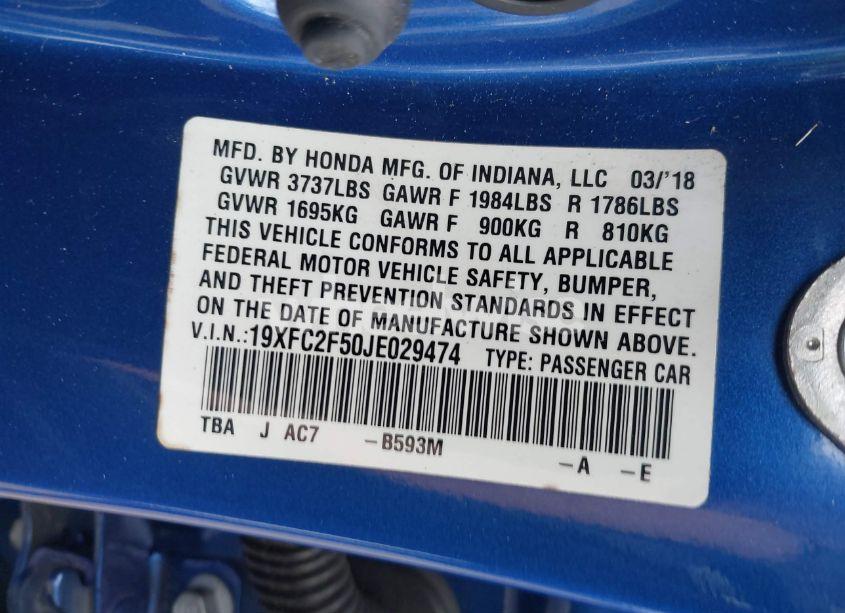 MFD. BY HONDA MFG. OF INDIANA, LLC 03/'18
GVWR 3737LBS GAWR F 1984LBS R 1786LBS
GVWR 1695KG GAWR F 900KG R 810KG
THIS VEHICLE CONFORMS TO ALL APPLICABLE
FEDERAL MOTOR VEHICLE SAFETY, BUMPER,
AND THEFT PREVENTION STANDARDS IN EFFECT
ON THE DATE OF MANUFACTURE SHOWN ABOVE.
V.I.N.:19XFC2F50JE029474 TYPE: PASSENGER CAR
TBA J AC7 -B593M
-A -E